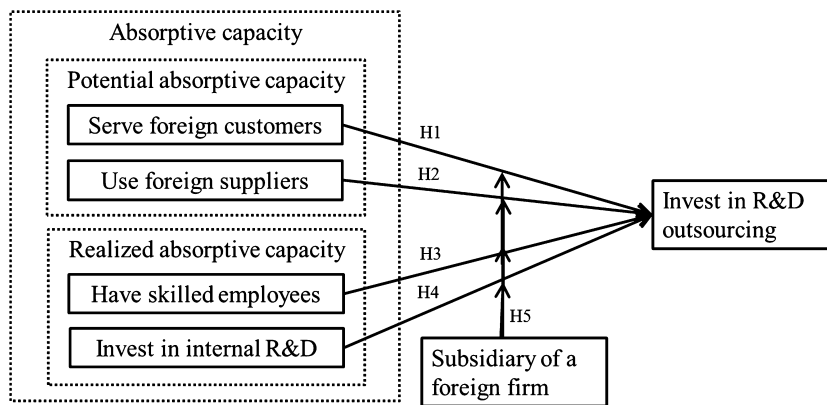 Absorptive capacity
Potential absorptive capacity
Serve foreign customers
Use foreign suppliers
Realized absorptive capacity
Have skilled employees
Invest in internal R&D
H1
H2
H3
H4
H5
Subsidiary of a
foreign firm
Invest in R&D
outsourcing